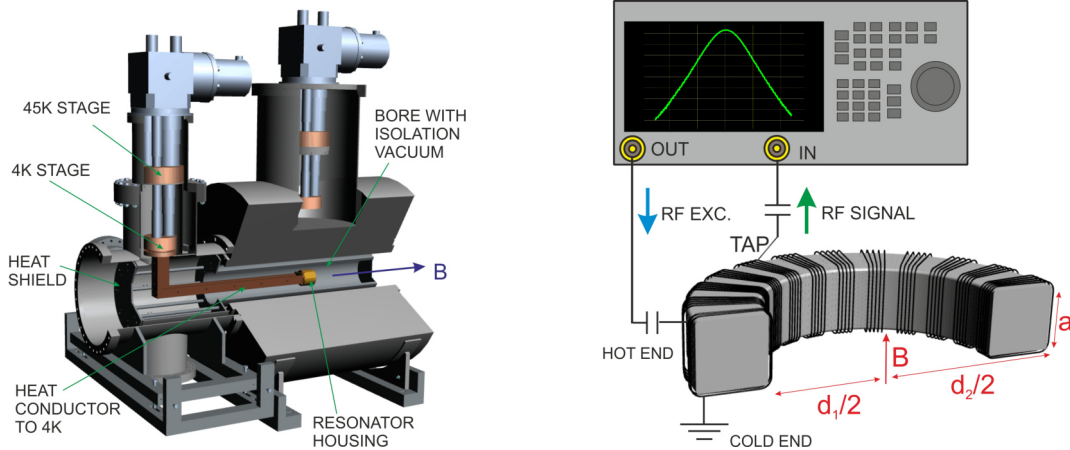 45K STAGE
4K STAGE
HEAT
SHIELD
HEAT
CONDUCTOR
TO 4K
BORE WITH
ISOLATION
VACUUM
B
RESONATOR
HOUSING
OUT
IN
RF EXC.
RF SIGNAL
TAP
HOT END
COLD END
B
a
d₁/2
d₂/2